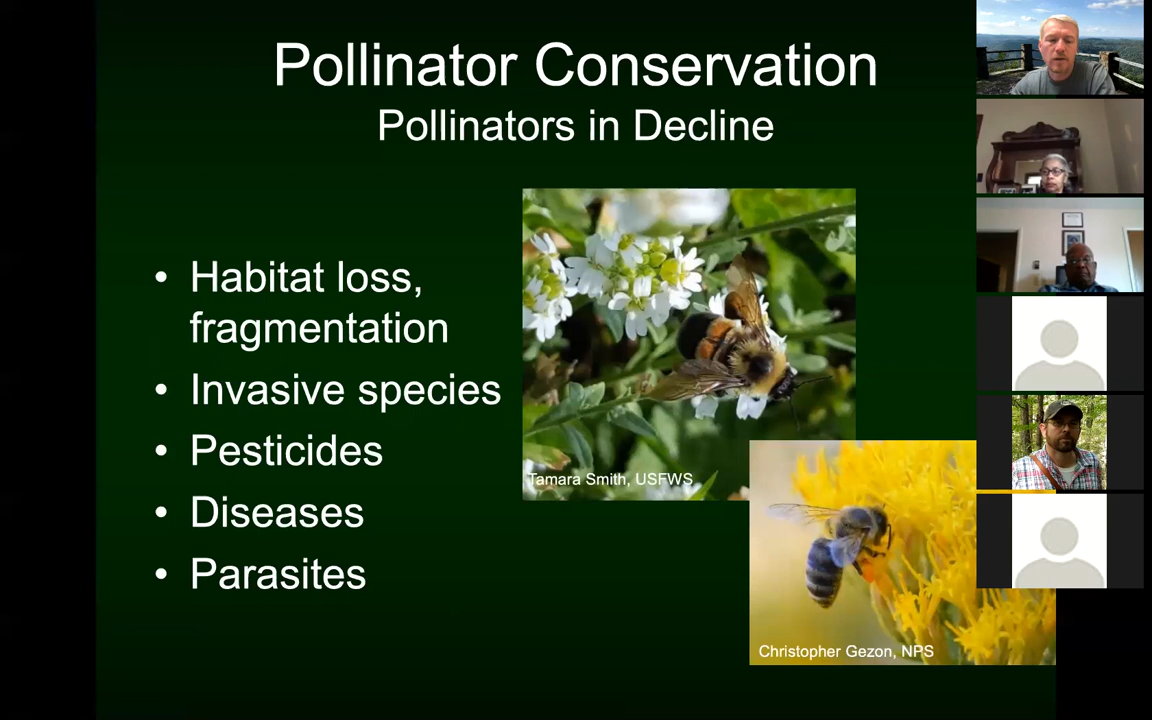 Pollinator Conservation
Pollinators in Decline
• Habitat loss,
fragmentation
• Invasive species
• Pesticides
• Diseases
• Parasites
Tamara Smith, USFWS
Christopher Gezon, NPS